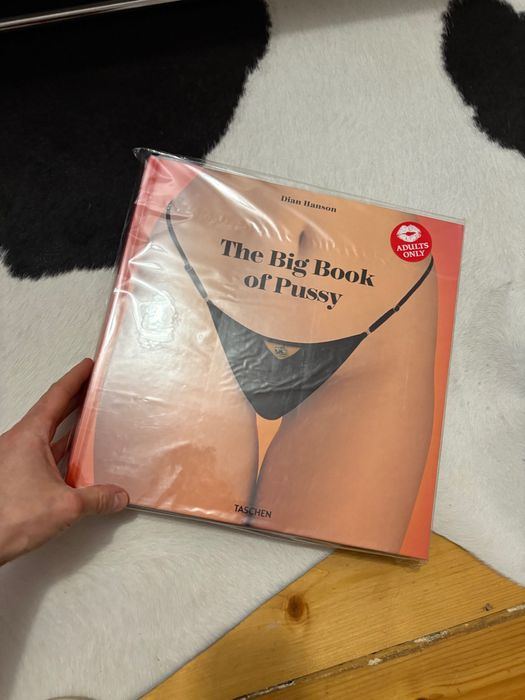 Dian Hanson
The Big Book
of Pussy
ADULTS
ONLY
TASCHEN